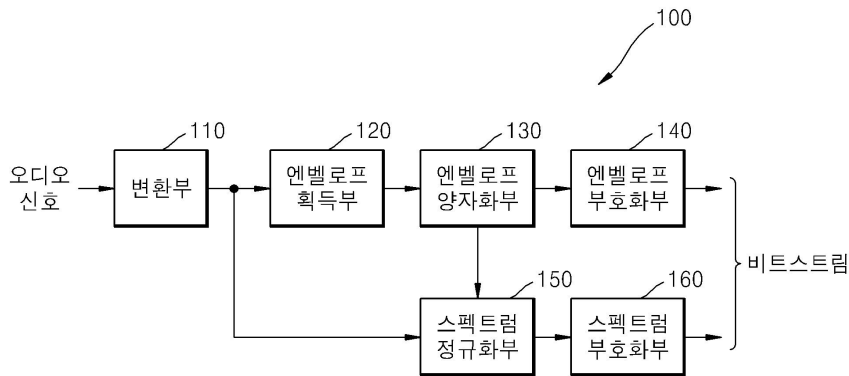 100
110
120
130
140
오디오
신호
변환부
엔벨로프
획득부
엔벨로프
양자화부
엔벨로프
부호화부
비트스트림
150
160
스펙트럼
정규화부
스펙트럼
부호화부